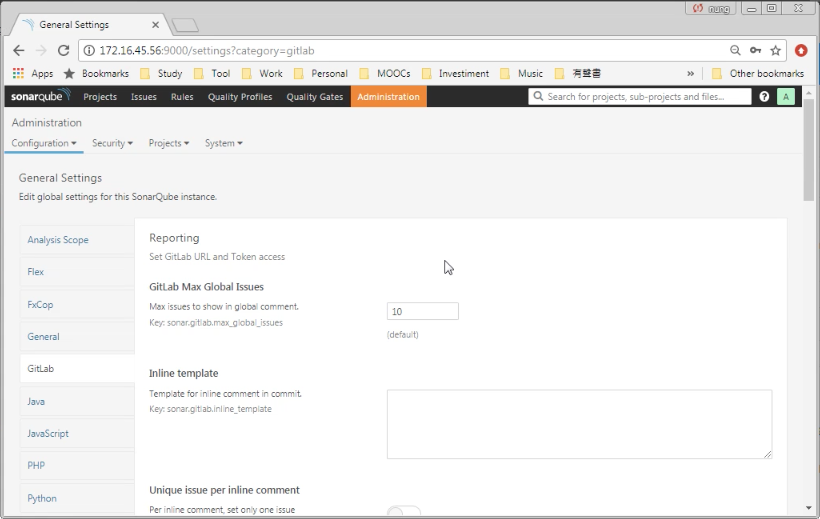 nung
General Settings
172.16.45.56:9000/settings?category=gitlab
Apps Bookmarks Study Tool Work Personal MOOCs Investiment Music 有聲書 » Other bookmarks
sonarqube Projects Issues Rules Quality Profiles Quality Gates Administration Search for projects, sub-projects and files... ? A
Administration
Configuration Security Projects System
General Settings
Edit global settings for this SonarQube instance.
Analysis Scope
Flex
FxCop
General
GitLab
Java
JavaScript
PHP
Python
Reporting
Set GitLab URL and Token access
GitLab Max Global Issues
Max issues to show in global comment.
Key: sonar.gitlab.max_global_issues
10
(default)
Inline template
Template for inline comment in commit.
Key: sonar.gitlab.inline_template
Unique issue per inline comment
Per inline comment, set only one issue